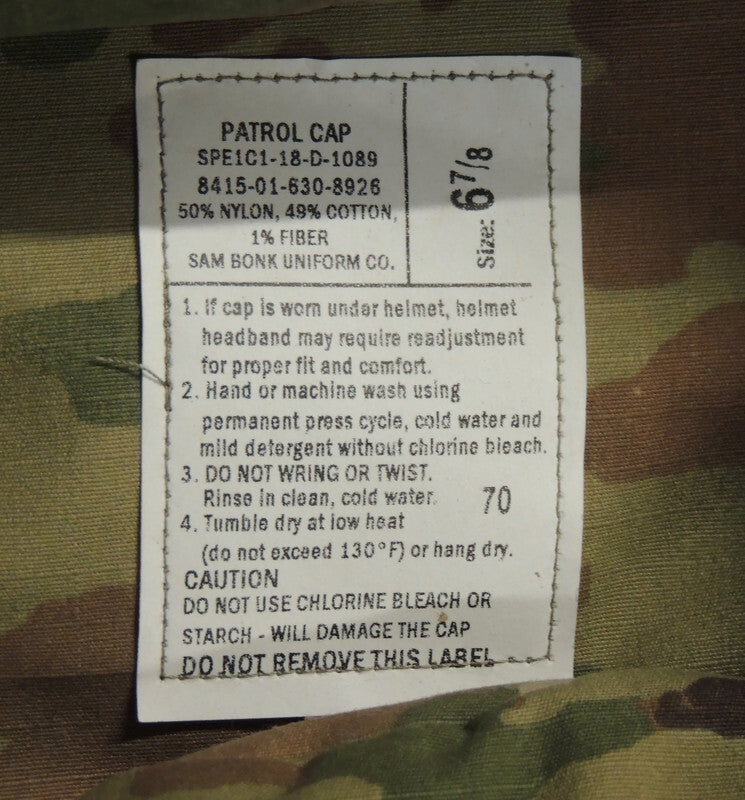 PATROL CAP
SPE1C1-18-D-1089
8415-01-630-8926
50% NYLON, 49% COTTON,
1% FIBER
SAM BONK UNIFORM CO.
Size: 6 7/8
1. If cap is worn under helmet, helmet
headband may require readjustment
for proper fit and comfort.
2. Hand or machine wash using
permanent press cycle, cold water and
mild detergent without chlorine bleach.
3. DO NOT WRING OR TWIST.
Rinse in clean, cold water.
70
4. Tumble dry at low heat
(do not exceed 130°F) or hang dry.
CAUTION
DO NOT USE CHLORINE BLEACH OR
STARCH - WILL DAMAGE THE CAP
DO NOT REMOVE THIS LABEL